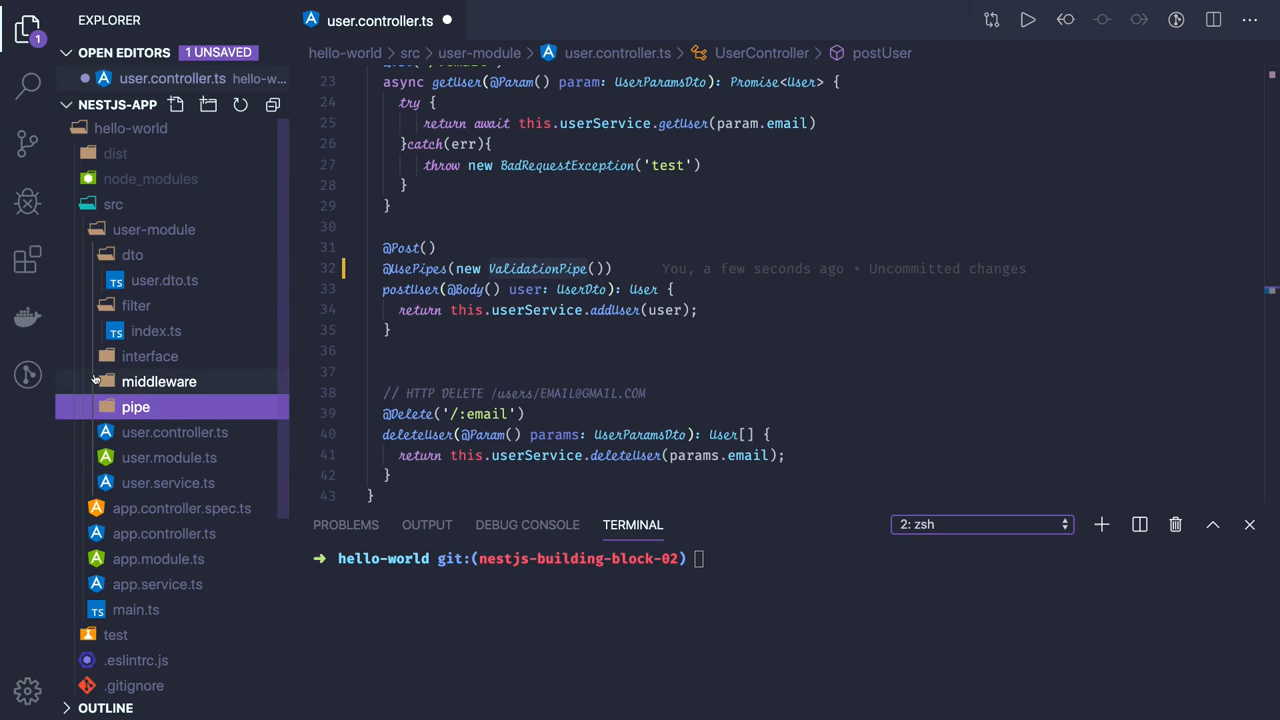 EXPLORER
OPEN EDITORS 1 UNSAVED
user.controller.ts hello-w...
NESTJS-APP
hello-world
dist
node_modules
src
user-module
dto
user.dto.ts
filter
index.ts
interface
middleware
pipe
user.controller.ts
user.module.ts
user.service.ts
app.controller.spec.ts
app.controller.ts
app.module.ts
app.service.ts
main.ts
test
.eslintrc.js
.gitignore
OUTLINE
1
user.controller.ts
hello-world › src › user-module › user.controller.ts › UserController › postUser
23 async getUser(@Param() param: UserParamsDto): Promise<User> {
24 try {
25 return await this.userService.getUser(param.email)
26 }catch(err){
27 throw new BadRequestException('test')
28 }
29 }
30
31 @Post()
32 @UsePipes(new ValidationPipe()) You, a few seconds ago • Uncommitted changes
33 postUser(@Body() user: UserDto): User {
34 return this.userService.addUser(user);
35 }
36
37
38 // HTTP DELETE /users/EMAIL@GMAIL.COM
39 @Delete('/:email')
40 deleteUser(@Param() params: UserParamsDto): User[] {
41 return this.userService.deleteUser(params.email);
42 }
43 }
PROBLEMS OUTPUT DEBUG CONSOLE TERMINAL 2: zsh
→ hello-world git:(nestjs-building-block-02)